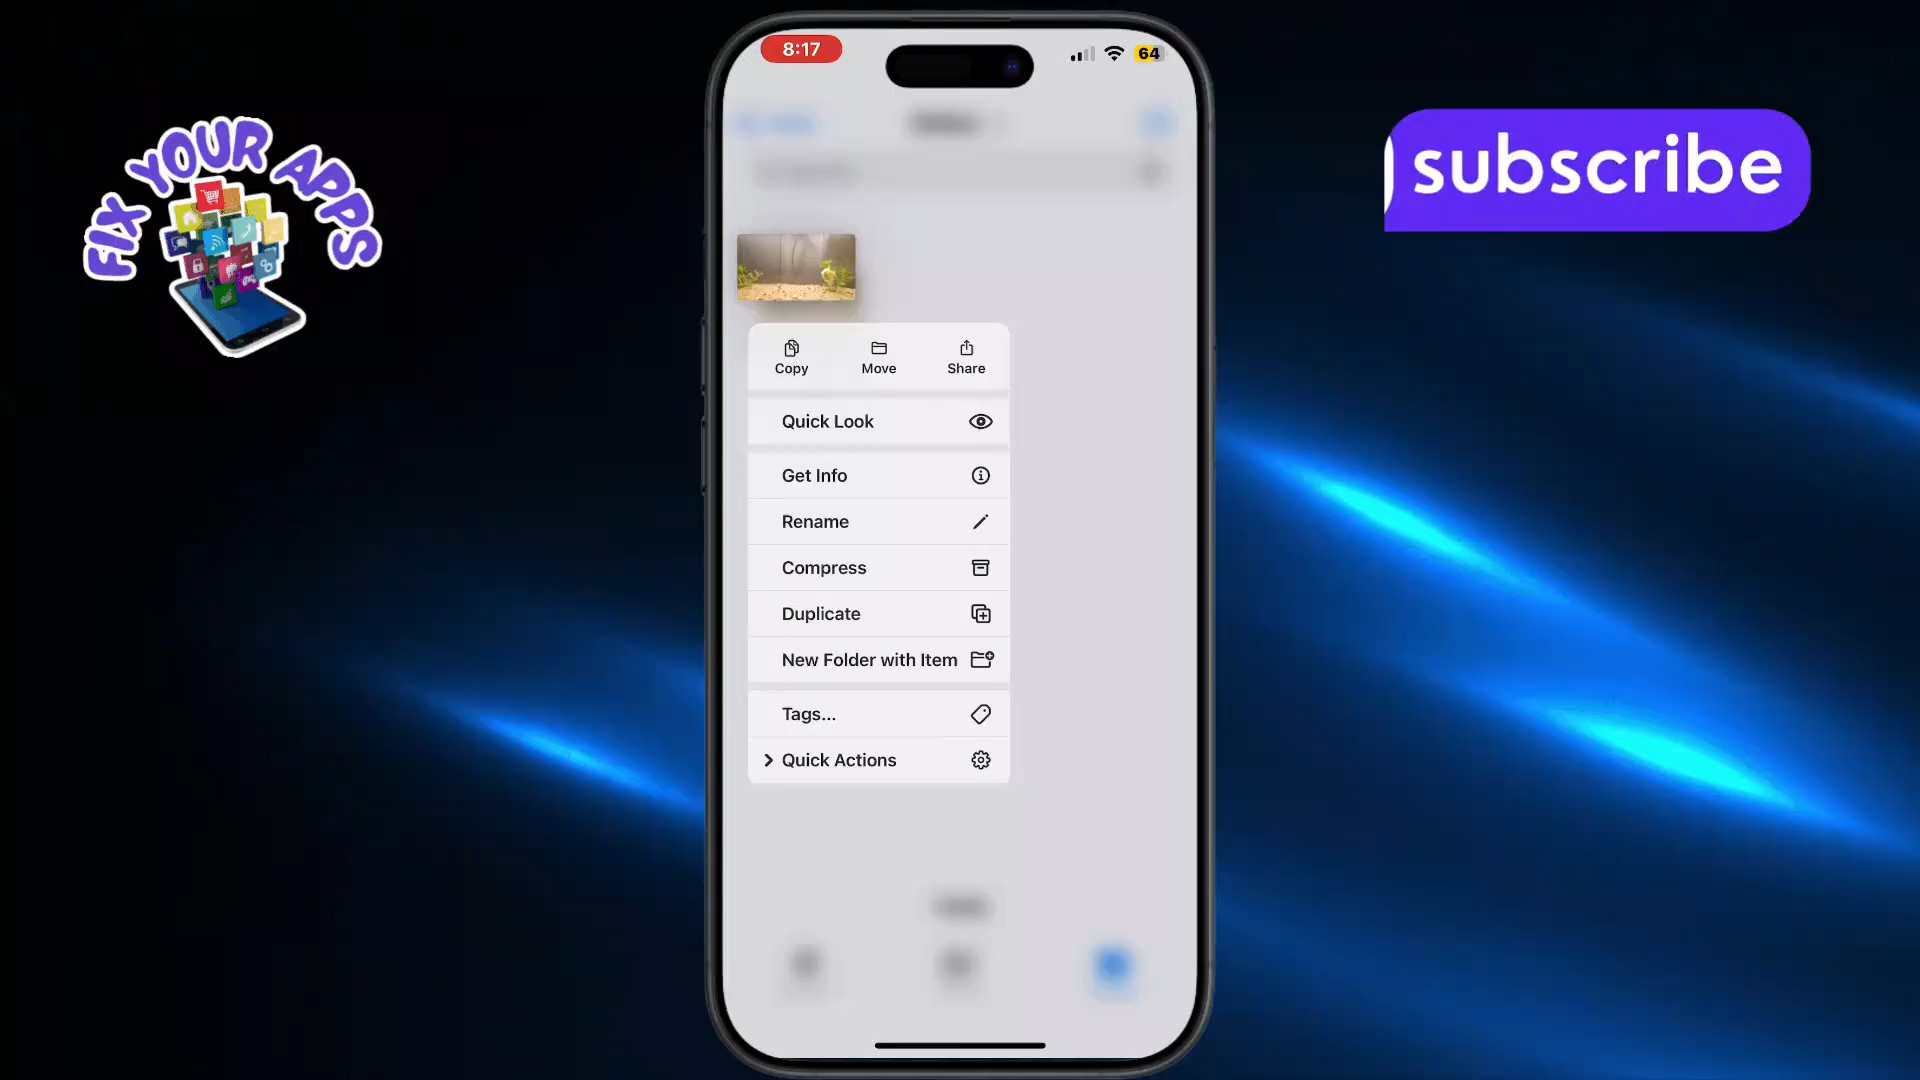 8:17
64
FIX YOUR APPS
subscribe
Copy
Move
Share
Quick Look
Get Info
Rename
Compress
Duplicate
New Folder with Item
Tags...
Quick Actions